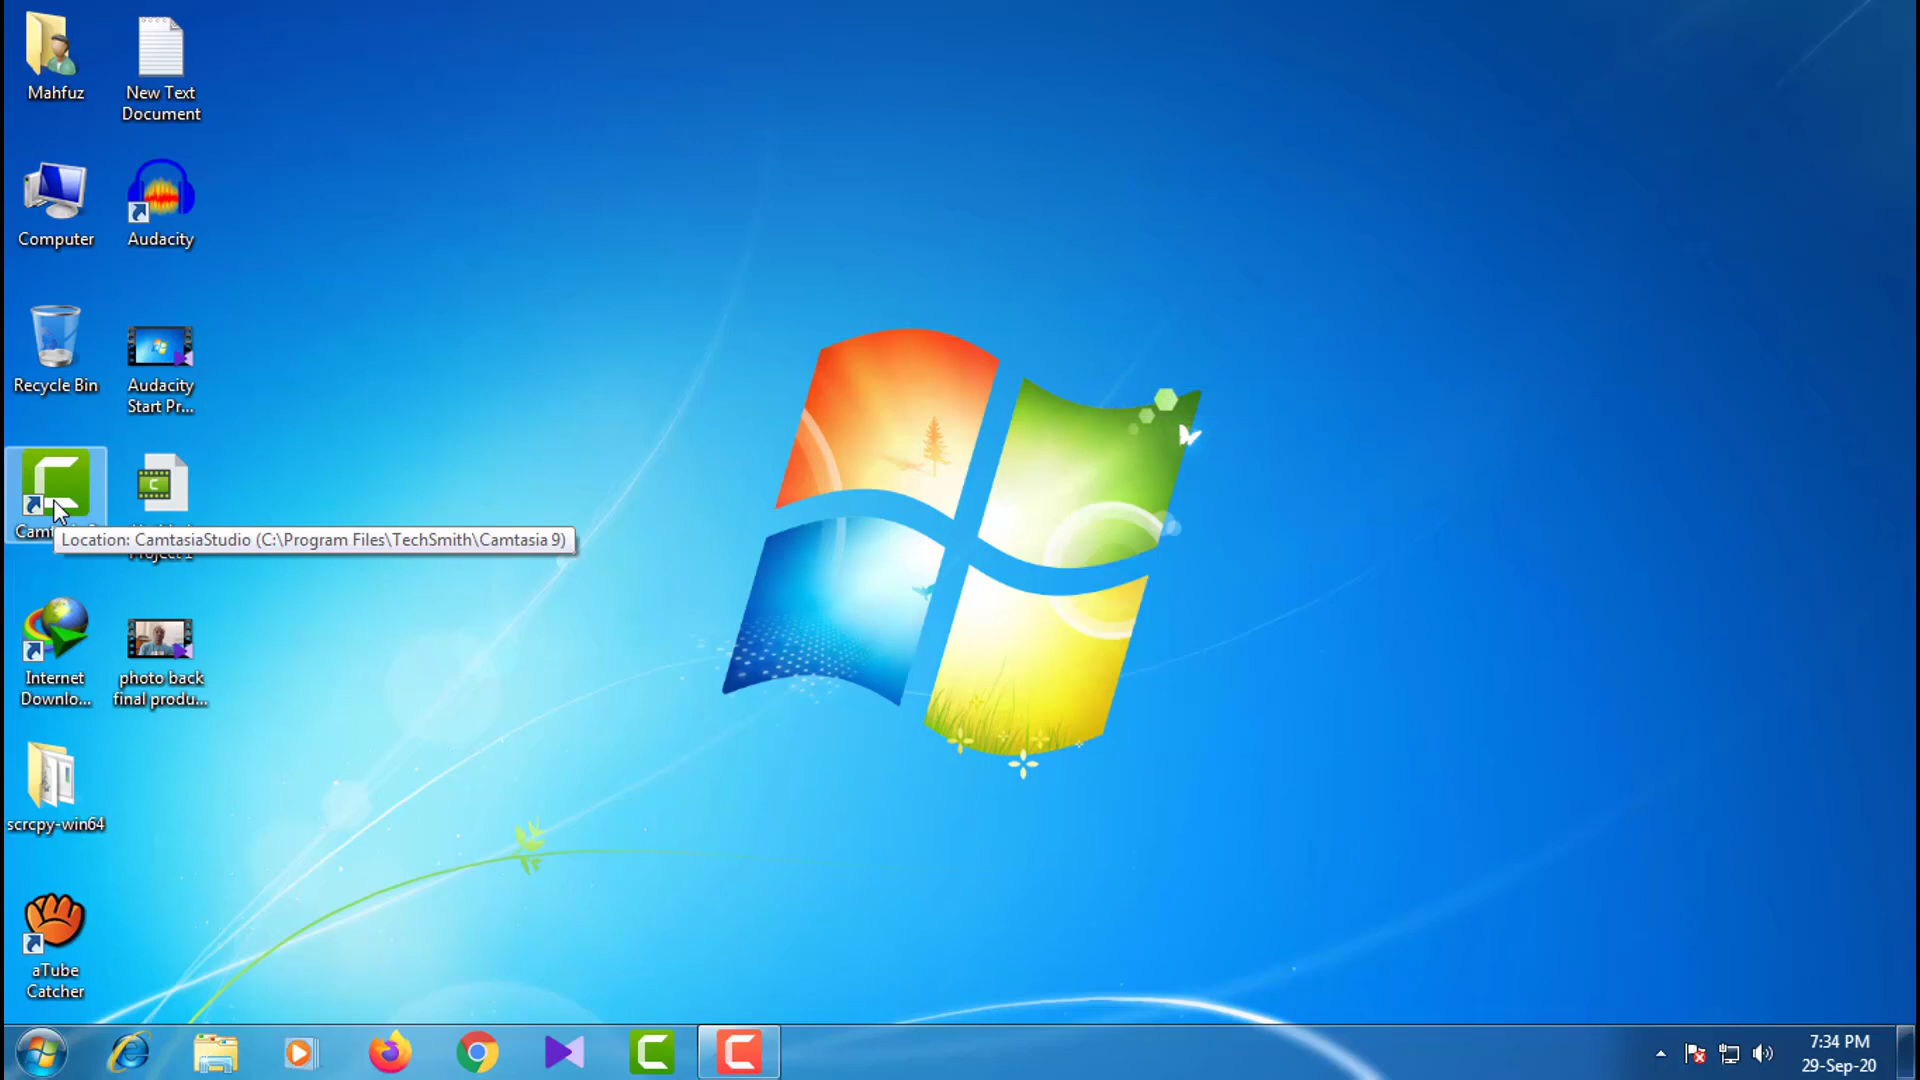 Mahfuz
New Text
Document
Computer
Audacity
Recycle Bin
Audacity
Start Pr...
Location: CamtasiaStudio (C:\Program Files\TechSmith\Camtasia 9)
Project 1
Internet
Downlo...
photo back
final produ...
scrcpy-win64
aTube
Catcher
7:34 PM
29-Sep-20